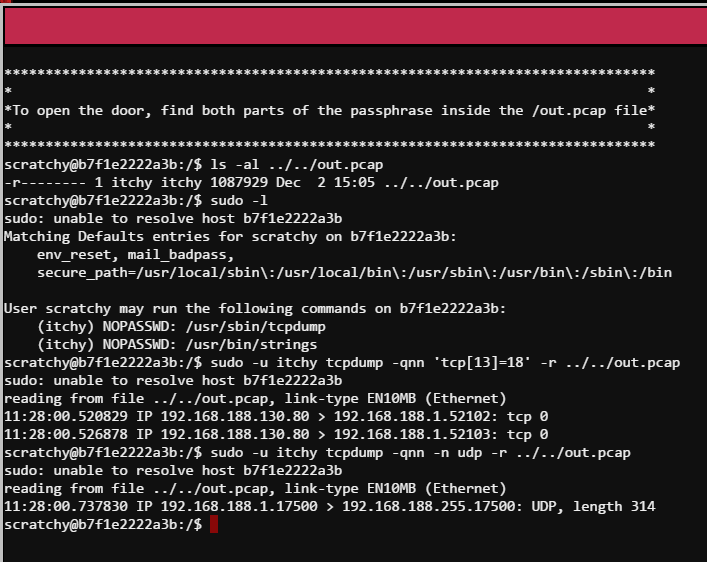 *******************************************************************************
*                                                                             *
*To open the door, find both parts of the passphrase inside the /out.pcap file*
*                                                                             *
*******************************************************************************
scratchy@b7f1e2222a3b:/$ ls -al ../../out.pcap
-r-------- 1 itchy itchy 1087929 Dec  2 15:05 ../../out.pcap
scratchy@b7f1e2222a3b:/$ sudo -l
sudo: unable to resolve host b7f1e2222a3b
Matching Defaults entries for scratchy on b7f1e2222a3b:
    env_reset, mail_badpass,
    secure_path=/usr/local/sbin\:/usr/local/bin\:/usr/sbin\:/usr/bin\:/sbin\:/bin

User scratchy may run the following commands on b7f1e2222a3b:
    (itchy) NOPASSWD: /usr/sbin/tcpdump
    (itchy) NOPASSWD: /usr/bin/strings
scratchy@b7f1e2222a3b:/$ sudo -u itchy tcpdump -qnn 'tcp[13]=18' -r ../../out.pcap
sudo: unable to resolve host b7f1e2222a3b
reading from file ../../out.pcap, link-type EN10MB (Ethernet)
11:28:00.520829 IP 192.168.188.130.80 > 192.168.188.1.52102: tcp 0
11:28:00.526878 IP 192.168.188.130.80 > 192.168.188.1.52103: tcp 0
scratchy@b7f1e2222a3b:/$ sudo -u itchy tcpdump -qnn -n udp -r ../../out.pcap
sudo: unable to resolve host b7f1e2222a3b
reading from file ../../out.pcap, link-type EN10MB (Ethernet)
11:28:00.737830 IP 192.168.188.1.17500 > 192.168.188.255.17500: UDP, length 314
scratchy@b7f1e2222a3b:/$